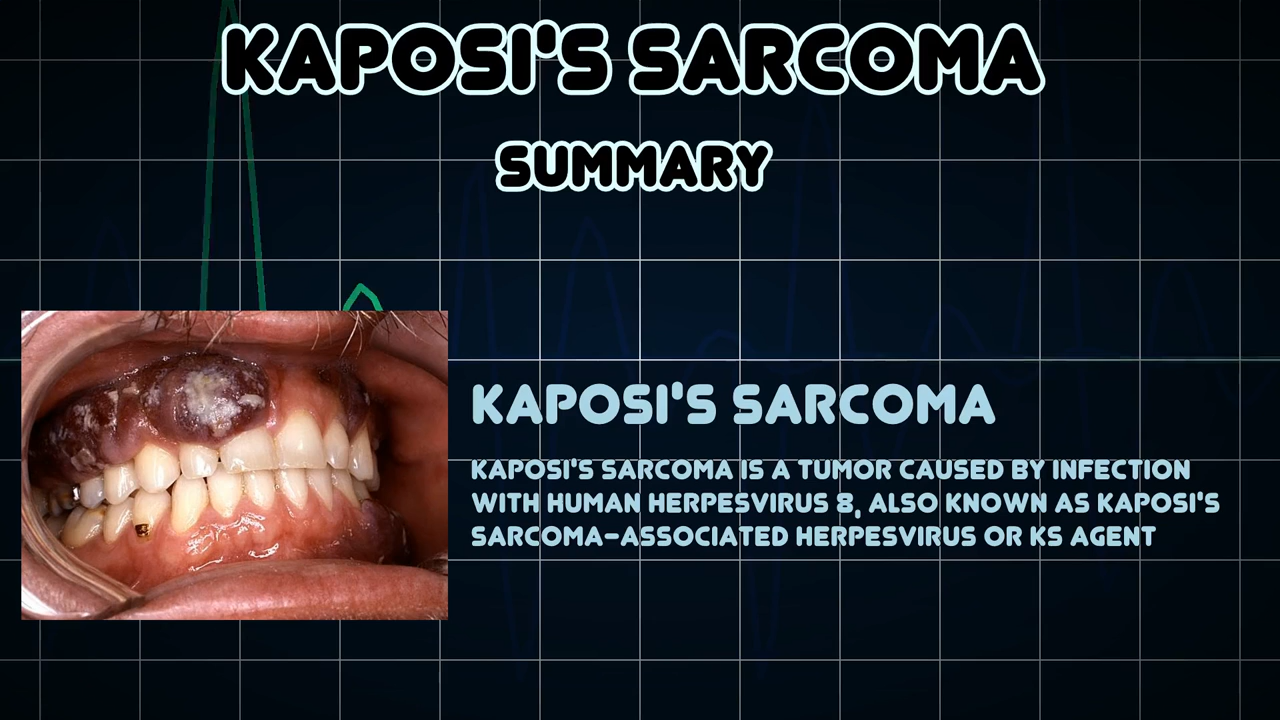 KAPOSI'S SARCOMA
SUMMARY
KAPOSI'S SARCOMA
KAPOSI'S SARCOMA IS A TUMOR CAUSED BY INFECTION
WITH HUMAN HERPESVIRUS 8, ALSO KNOWN AS KAPOSI'S
SARCOMA-ASSOCIATED HERPESVIRUS OR KS AGENT